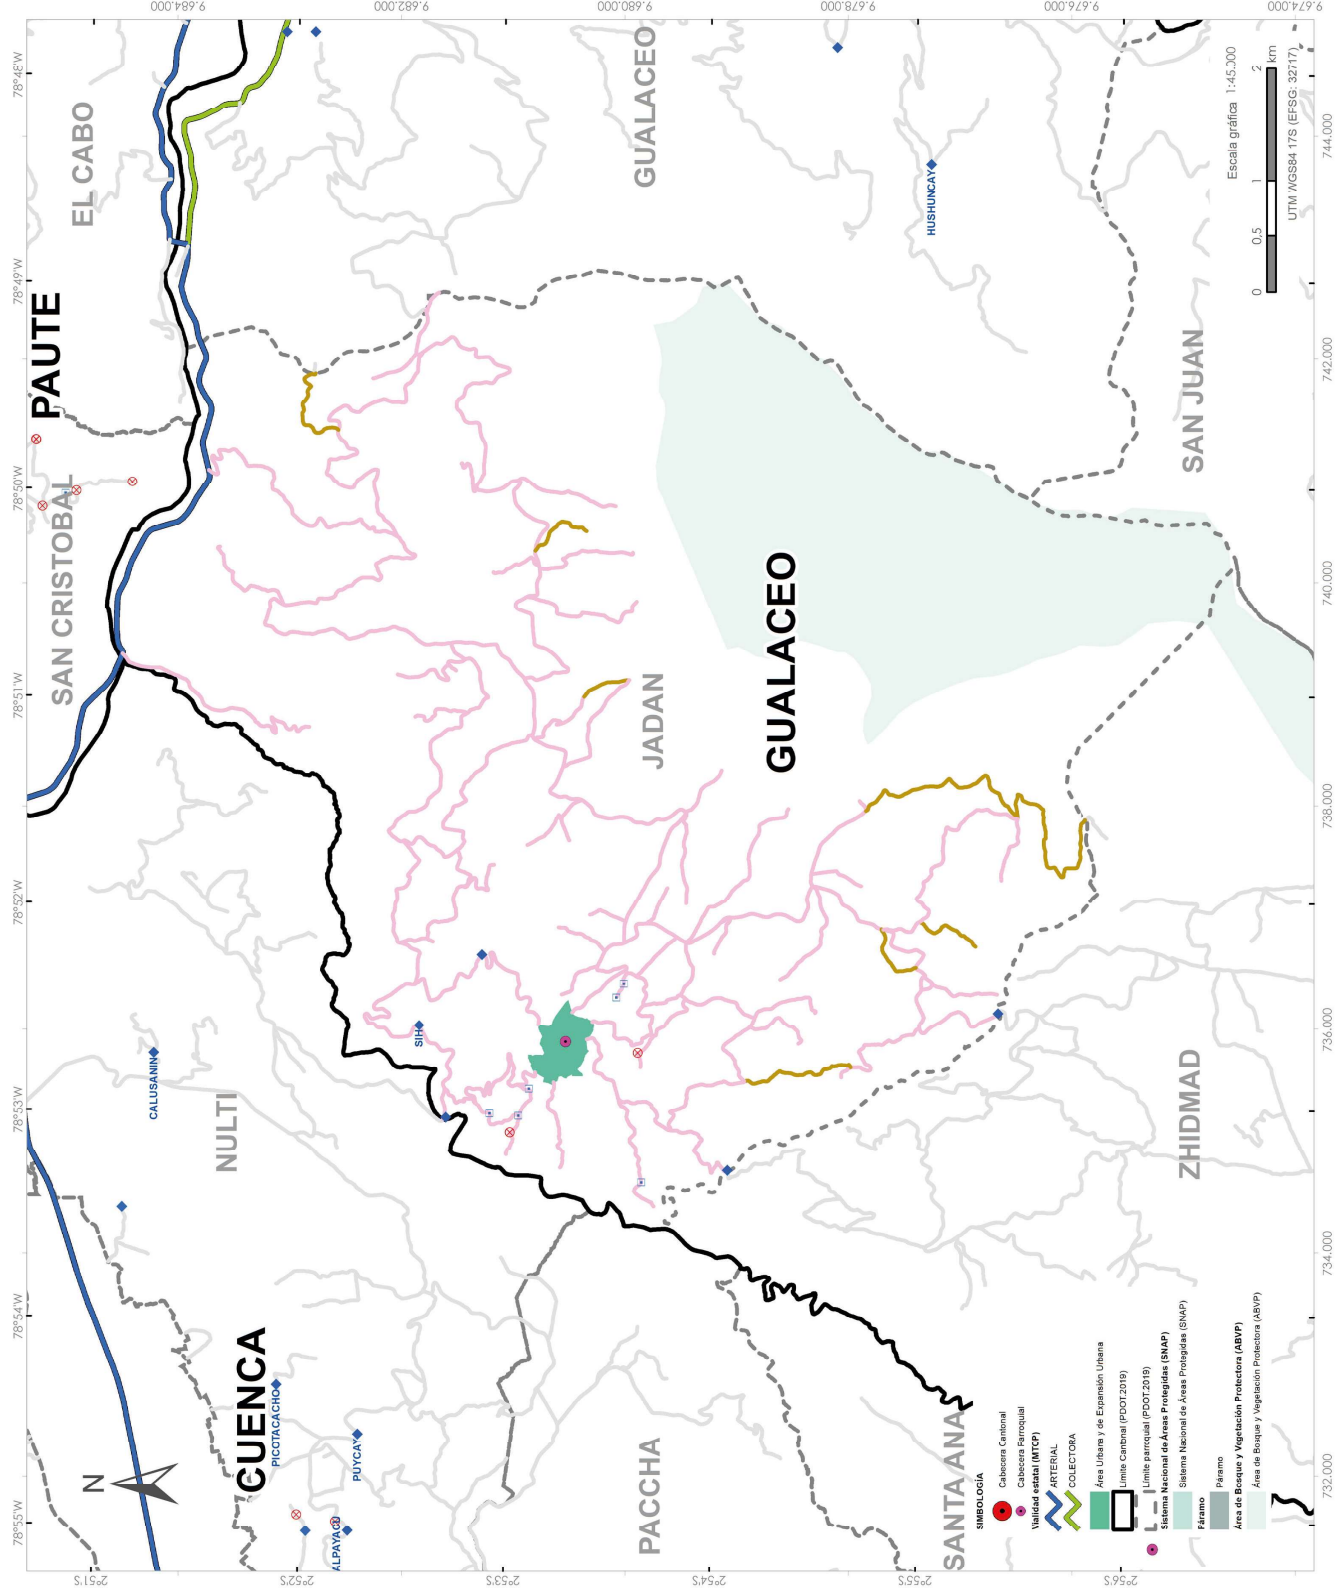 78°55'W
78°54'W
78°53'W
78°52'W
78°51'W
78°50'W
78°49'W
78°48'W
9.684.000
9.682.000
9.680.000
9.678.000
9.676.000
9.674.000
2°51'S
2°52'S
2°53'S
2°54'S
2°55'S
2°56'S
732.000
734.000
736.000
738.000
740.000
742.000
744.000
N
CUENCA
PICOTACACHO
PUYCAY
NULTI
CALUSANIN
SAN CRISTOBAL
PAUTE
EL CABO
SIH
JADAN
GUALACEO
GUALACEO
HUSHUNCAY
PACCHA
SANTA ANA
ZHIDMAD
SAN JUAN
SIMBOLOGÍA
Cabecera Cantonal
Cabecera Parroquial
Vialidad estatal (MTOP)
ARTERIAL
COLECTORA
Área Urbana y de Expansión Urbana
Límite Cantonal (PDOT.2019)
Límite parroquial (PDOT.2019)
Sistema Nacional de Áreas Protegidas (SNAP)
Sistema Nacional de Áreas Protegidas (SNAP)
Páramo
Páramo
Área de Bosque y Vegetación Protectora (ABVP)
Área de Bosque y Vegetación Protectora (ABVP)
Escala gráfica 1:45.000
0 0.5 1 2
km
UTM WGS84 17S (EPSG: 32717)